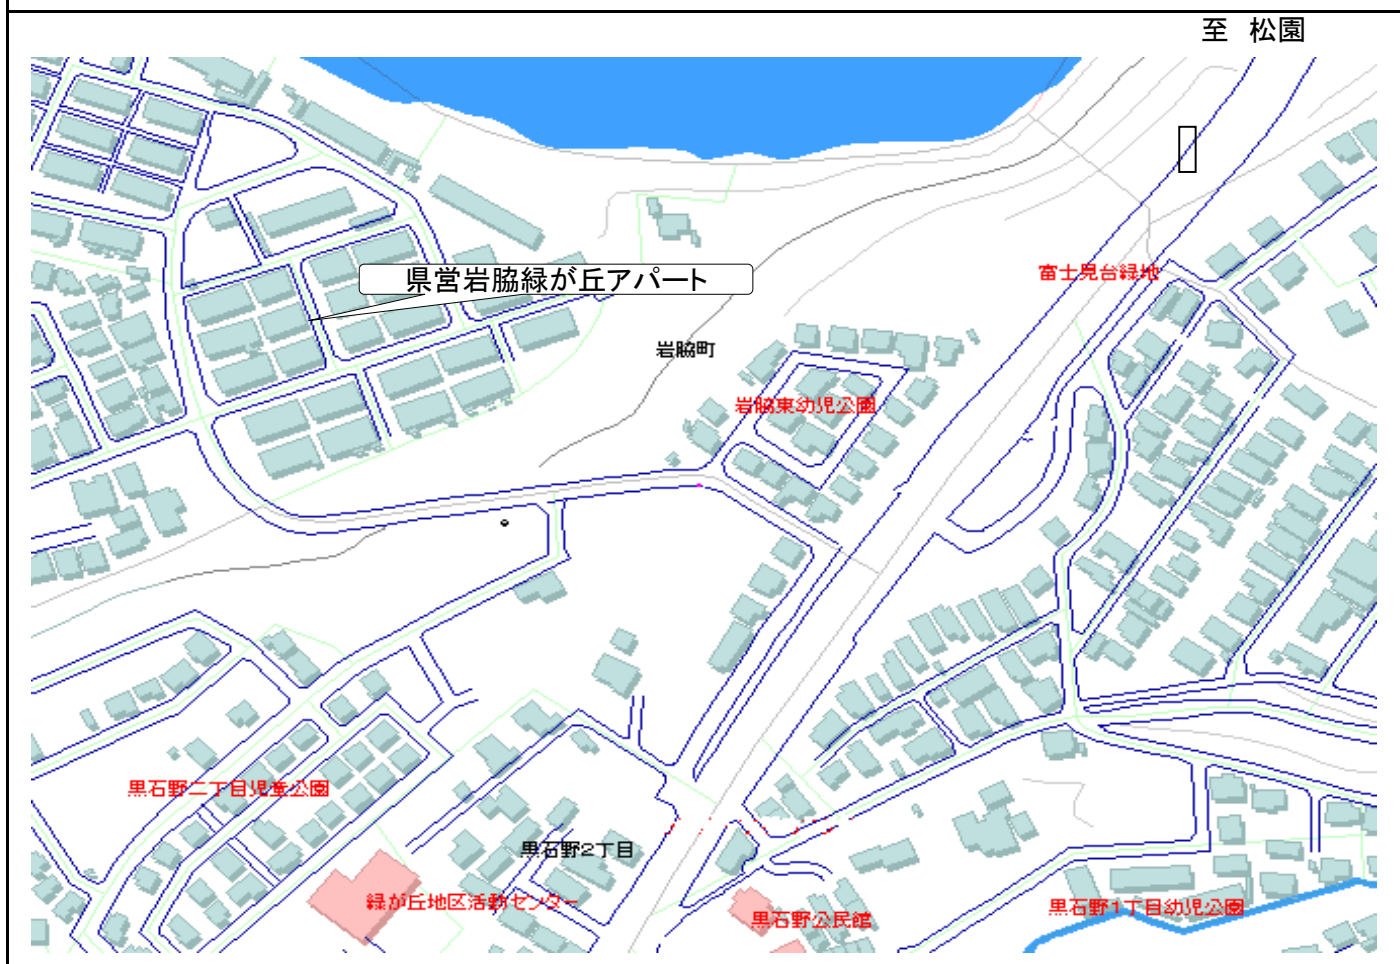 至 松園
富士見台緑地
県営岩脇緑が丘アパート
岩脇町
岩脇東幼児公園
黒石野二丁目児童公園
黒石野2丁目
緑が丘地区活動センター
黒石野公民館
黒石野1丁目幼児公園